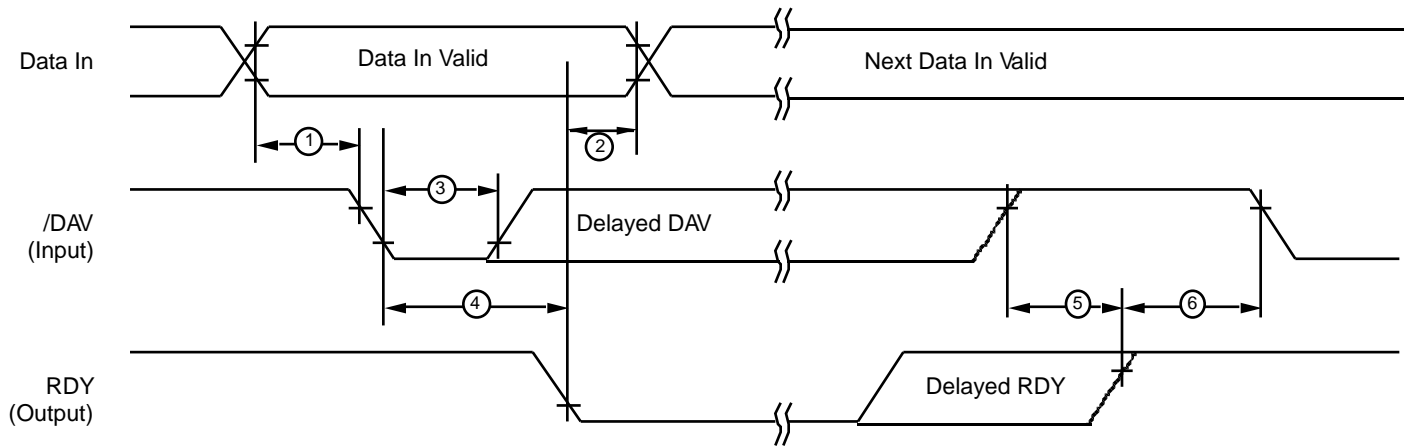 Data In
Data In Valid
Next Data In Valid
1
2
3
/DAV
(Input)
Delayed DAV
4
5
6
RDY
(Output)
Delayed RDY